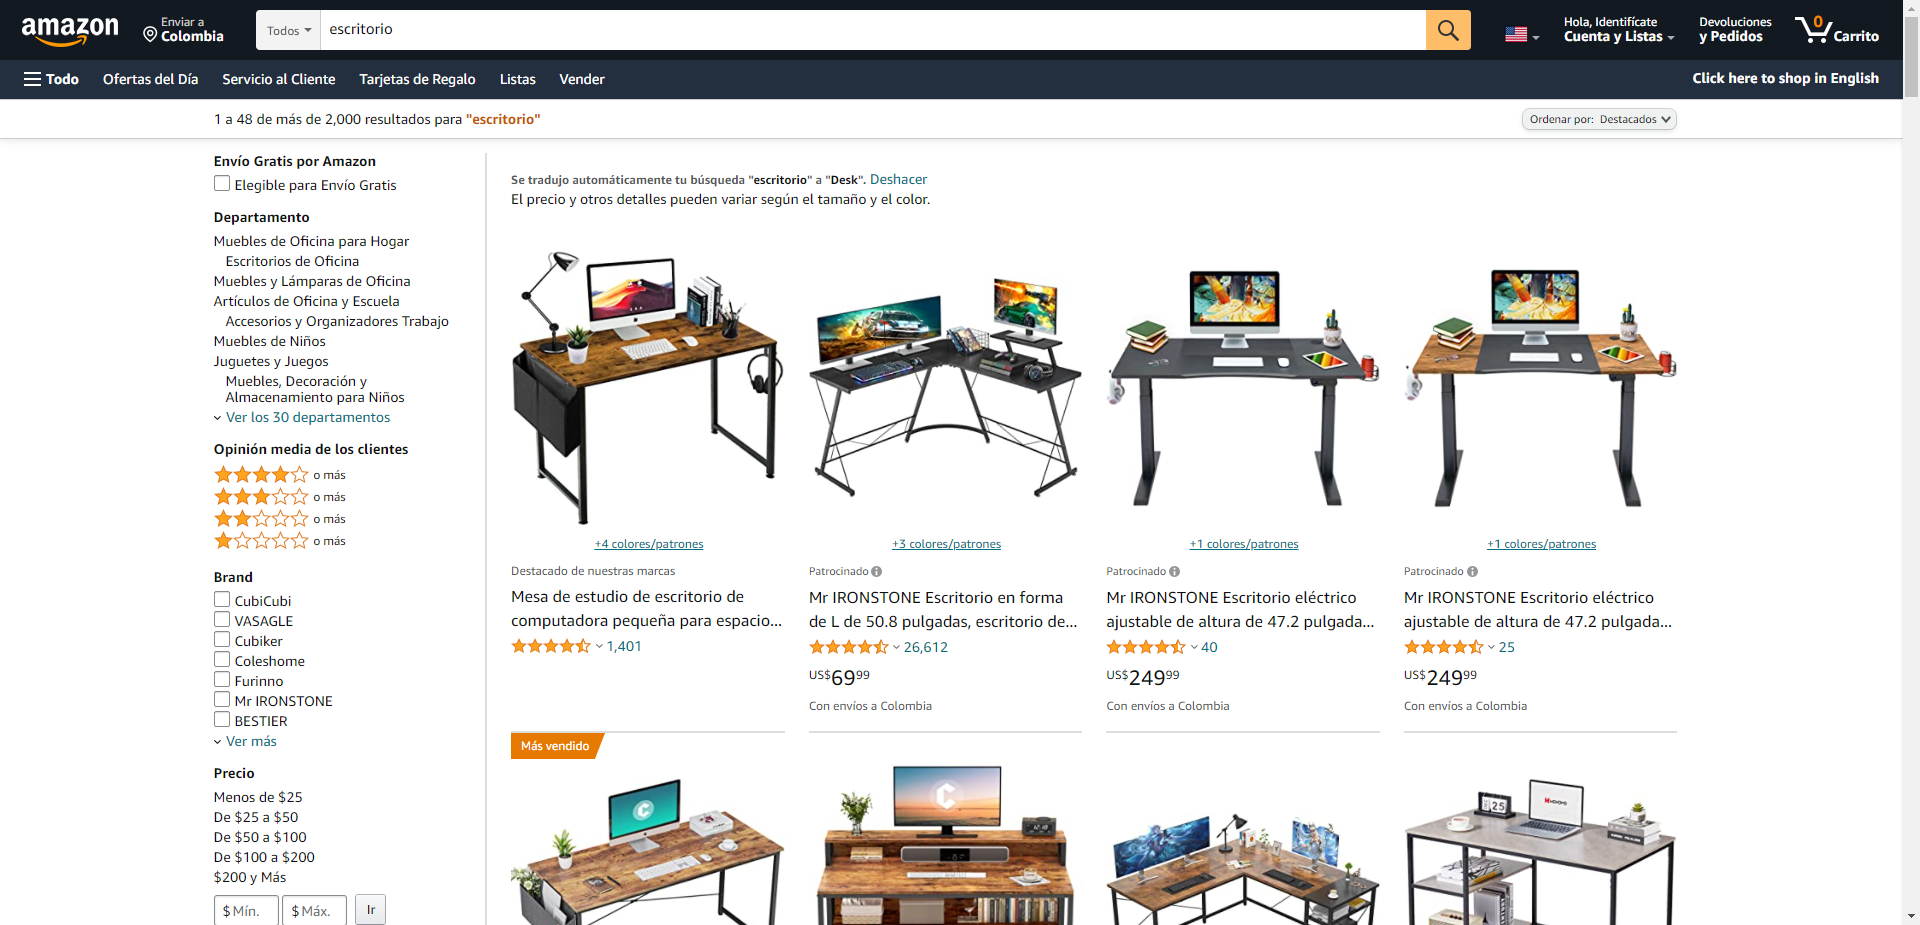 amazon
Enviar a
Colombia
Todos
escritorio
Hola, Identifícate
Cuenta y Listas
Devoluciones
y Pedidos
0
Carrito
Todo
Ofertas del Día
Servicio al Cliente
Tarjetas de Regalo
Listas
Vender
Click here to shop in English
1 a 48 de más de 2,000 resultados para "escritorio"
Ordenar por: Destacados
Envío Gratis por Amazon
Elegible para Envío Gratis
Departamento
Muebles de Oficina para Hogar
Escritorios de Oficina
Muebles y Lámparas de Oficina
Artículos de Oficina y Escuela
Accesorios y Organizadores Trabajo
Muebles de Niños
Juguetes y Juegos
Muebles, Decoración y
Almacenamiento para Niños
Ver los 30 departamentos
Opinión media de los clientes
o más
o más
o más
o más
Brand
CubiCubi
VASAGLE
Cubiker
Coleshome
Furinno
Mr IRONSTONE
BESTIER
Ver más
Precio
Menos de $25
De $25 a $50
De $50 a $100
De $100 a $200
$200 y Más
$ Mín.
$ Máx.
Ir
Se tradujo automáticamente tu búsqueda "escritorio" a "Desk". Deshacer
El precio y otros detalles pueden variar según el tamaño y el color.
+4 colores/patrones
Destacado de nuestras marcas
Mesa de estudio de escritorio de
computadora pequeña para espacio...
1,401
+3 colores/patrones
Patrocinado
Mr IRONSTONE Escritorio en forma
de L de 50.8 pulgadas, escritorio de...
26,612
US$6999
Con envíos a Colombia
+1 colores/patrones
Patrocinado
Mr IRONSTONE Escritorio eléctrico
ajustable de altura de 47.2 pulgada...
40
US$24999
Con envíos a Colombia
+1 colores/patrones
Patrocinado
Mr IRONSTONE Escritorio eléctrico
ajustable de altura de 47.2 pulgada...
25
US$24999
Con envíos a Colombia
Más vendido
25